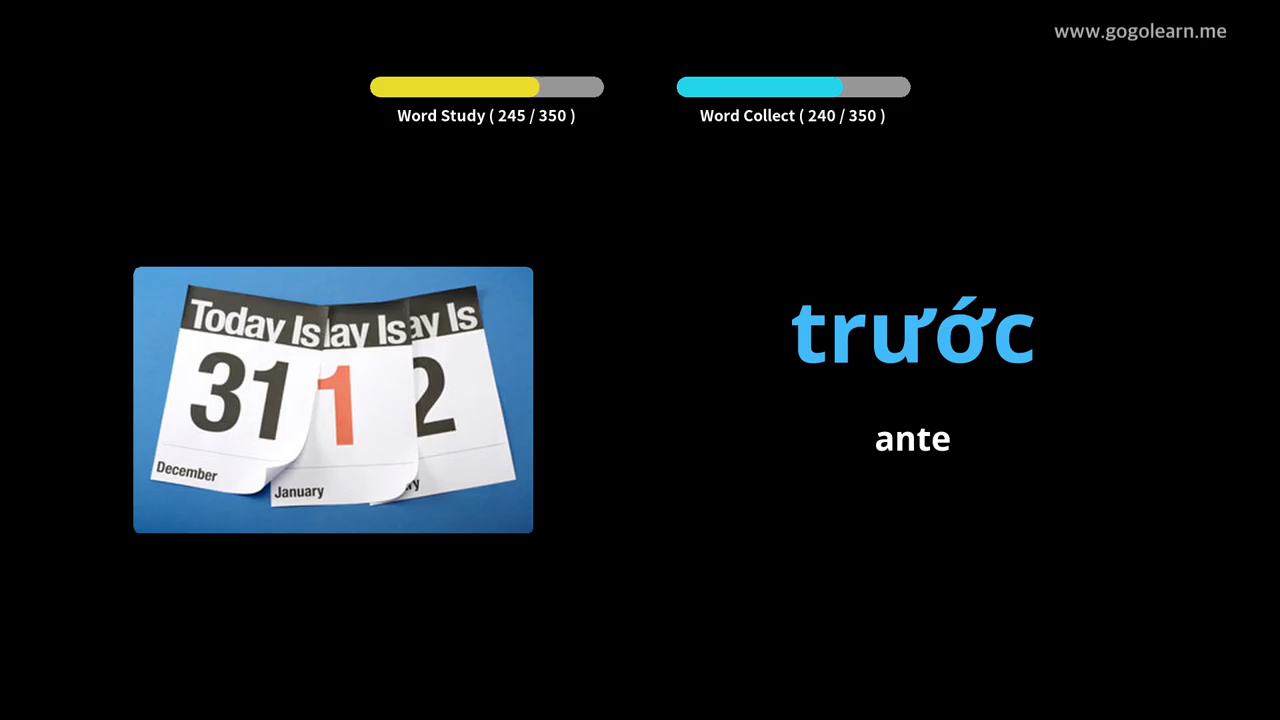 www.gogolearn.me
Word Study ( 245 / 350 )
Word Collect ( 240 / 350 )
Today Is
ay Is
ay Is
31
1
2
December
January
ry
trước
ante